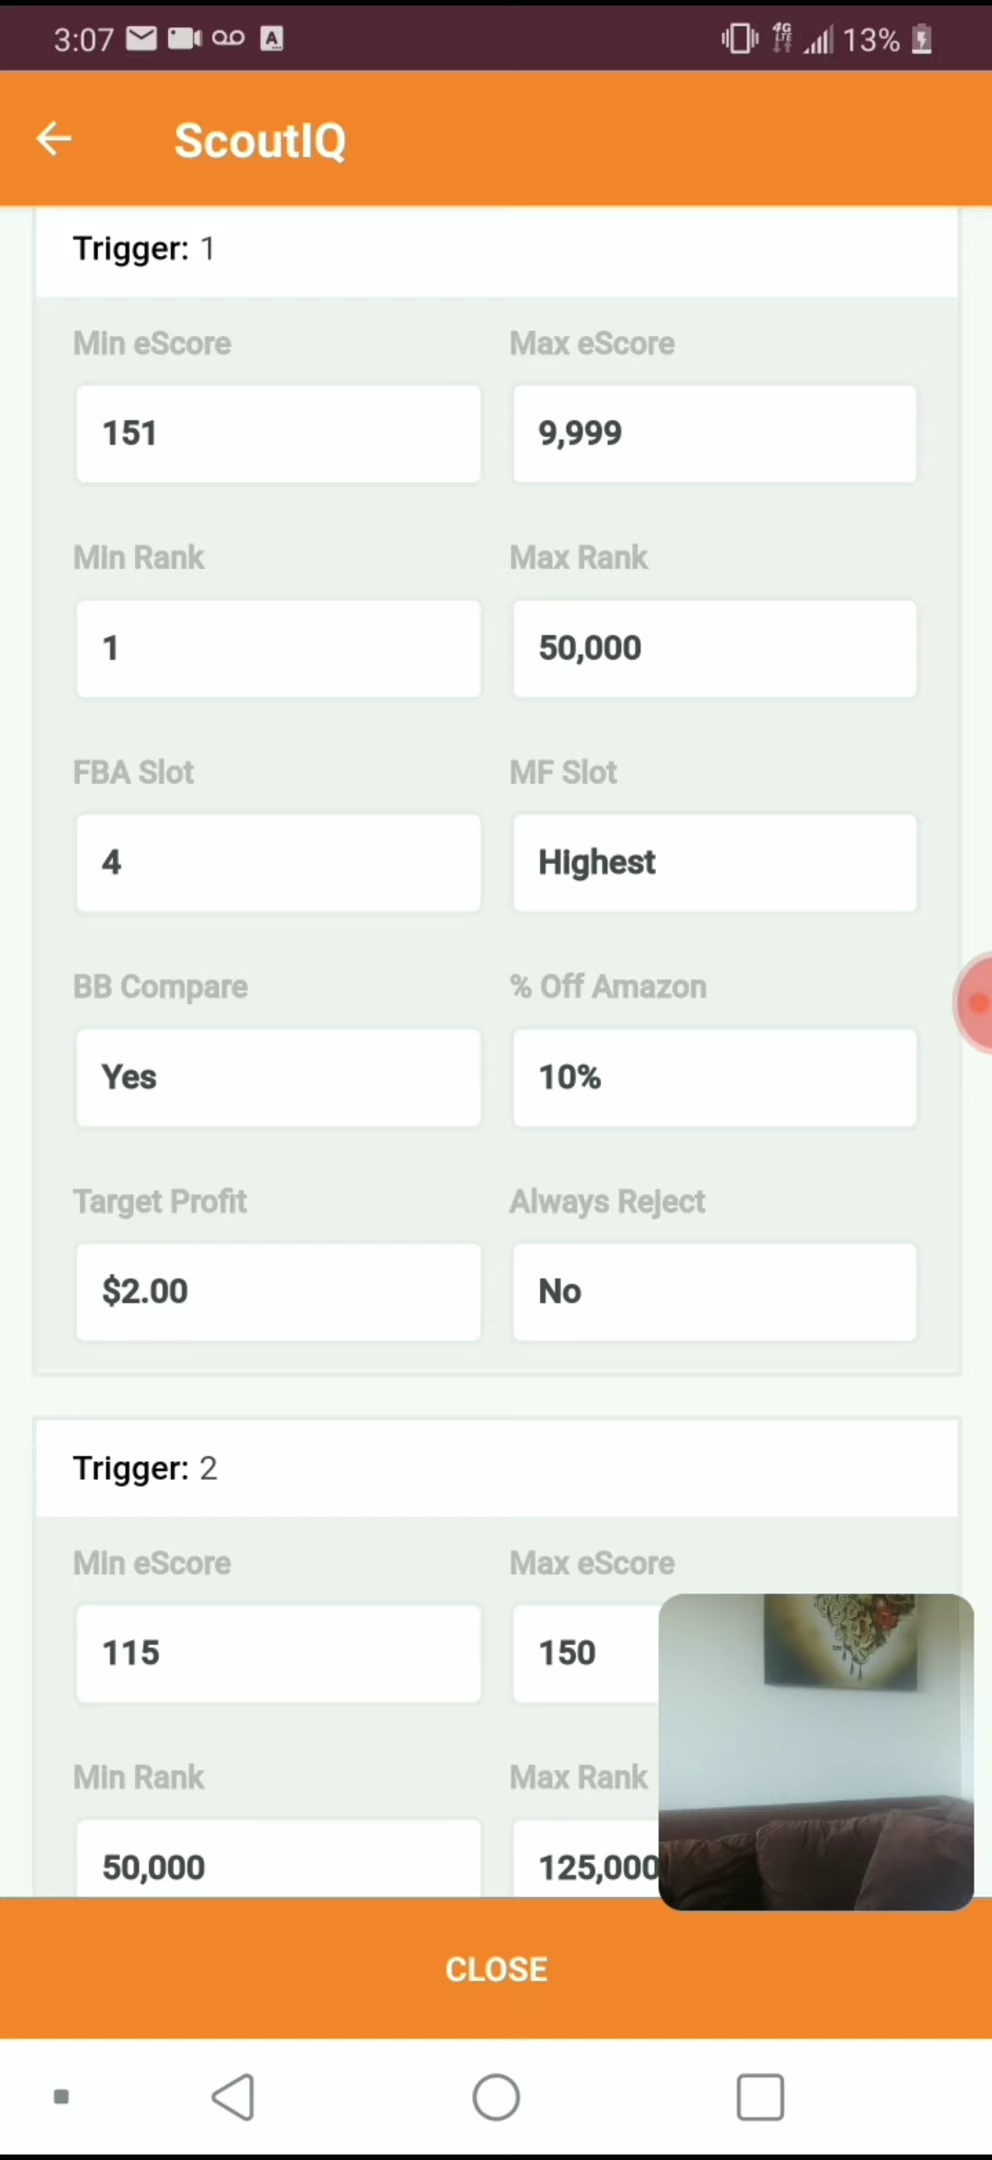 3:07 A 4G LTE 13%
ScoutIQ
Trigger: 1
Min eScore Max eScore
151 9,999
Min Rank Max Rank
1 50,000
FBA Slot MF Slot
4 Highest
BB Compare % Off Amazon
Yes 10%
Target Profit Always Reject
$2.00 No
Trigger: 2
Min eScore Max eScore
115 150
Min Rank Max Rank
50,000 125,000
CLOSE